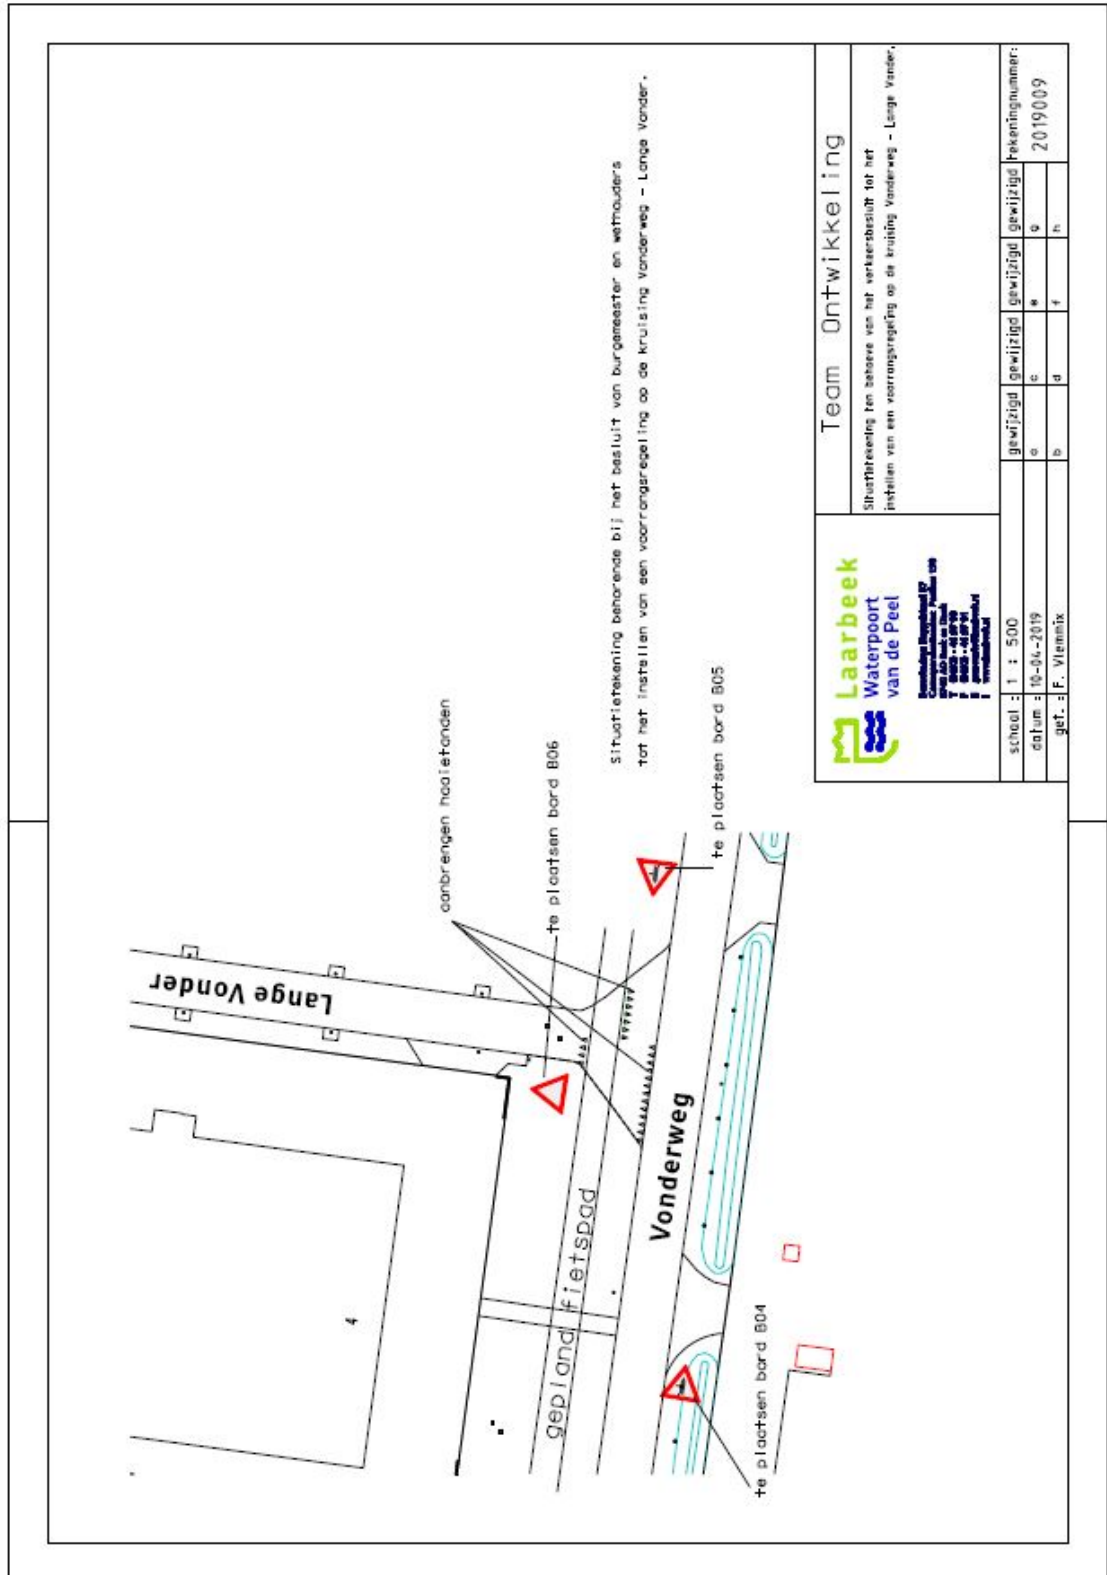 Lange Vonder
4
gepland fietspad
Vonderweg
aanbrengen haaietanden
te plaatsen bord B06
te plaatsen bord B05
te plaatsen bord B04
Situatietekening behorende bij het besluit van burgemeester en wethouders
tot het instellen van een voorrangsregeling op de kruising Vonderweg - Lange Vonder.
Laarbeek
Waterpoort
van de Peel
Team Ontwikkeling
Situatietekening ten behoeve van het verkeersbesluit tot het
instellen van een voorrangsregeling op de kruising Vonderweg - Lange Vonder.
schaal : 1 : 500
datum : 10-04-2019
get. : F. Vlemmix
gewijzigd gewijzigd gewijzigd gewijzigd tekeningnummer:
a c e g 2019009
b d f h